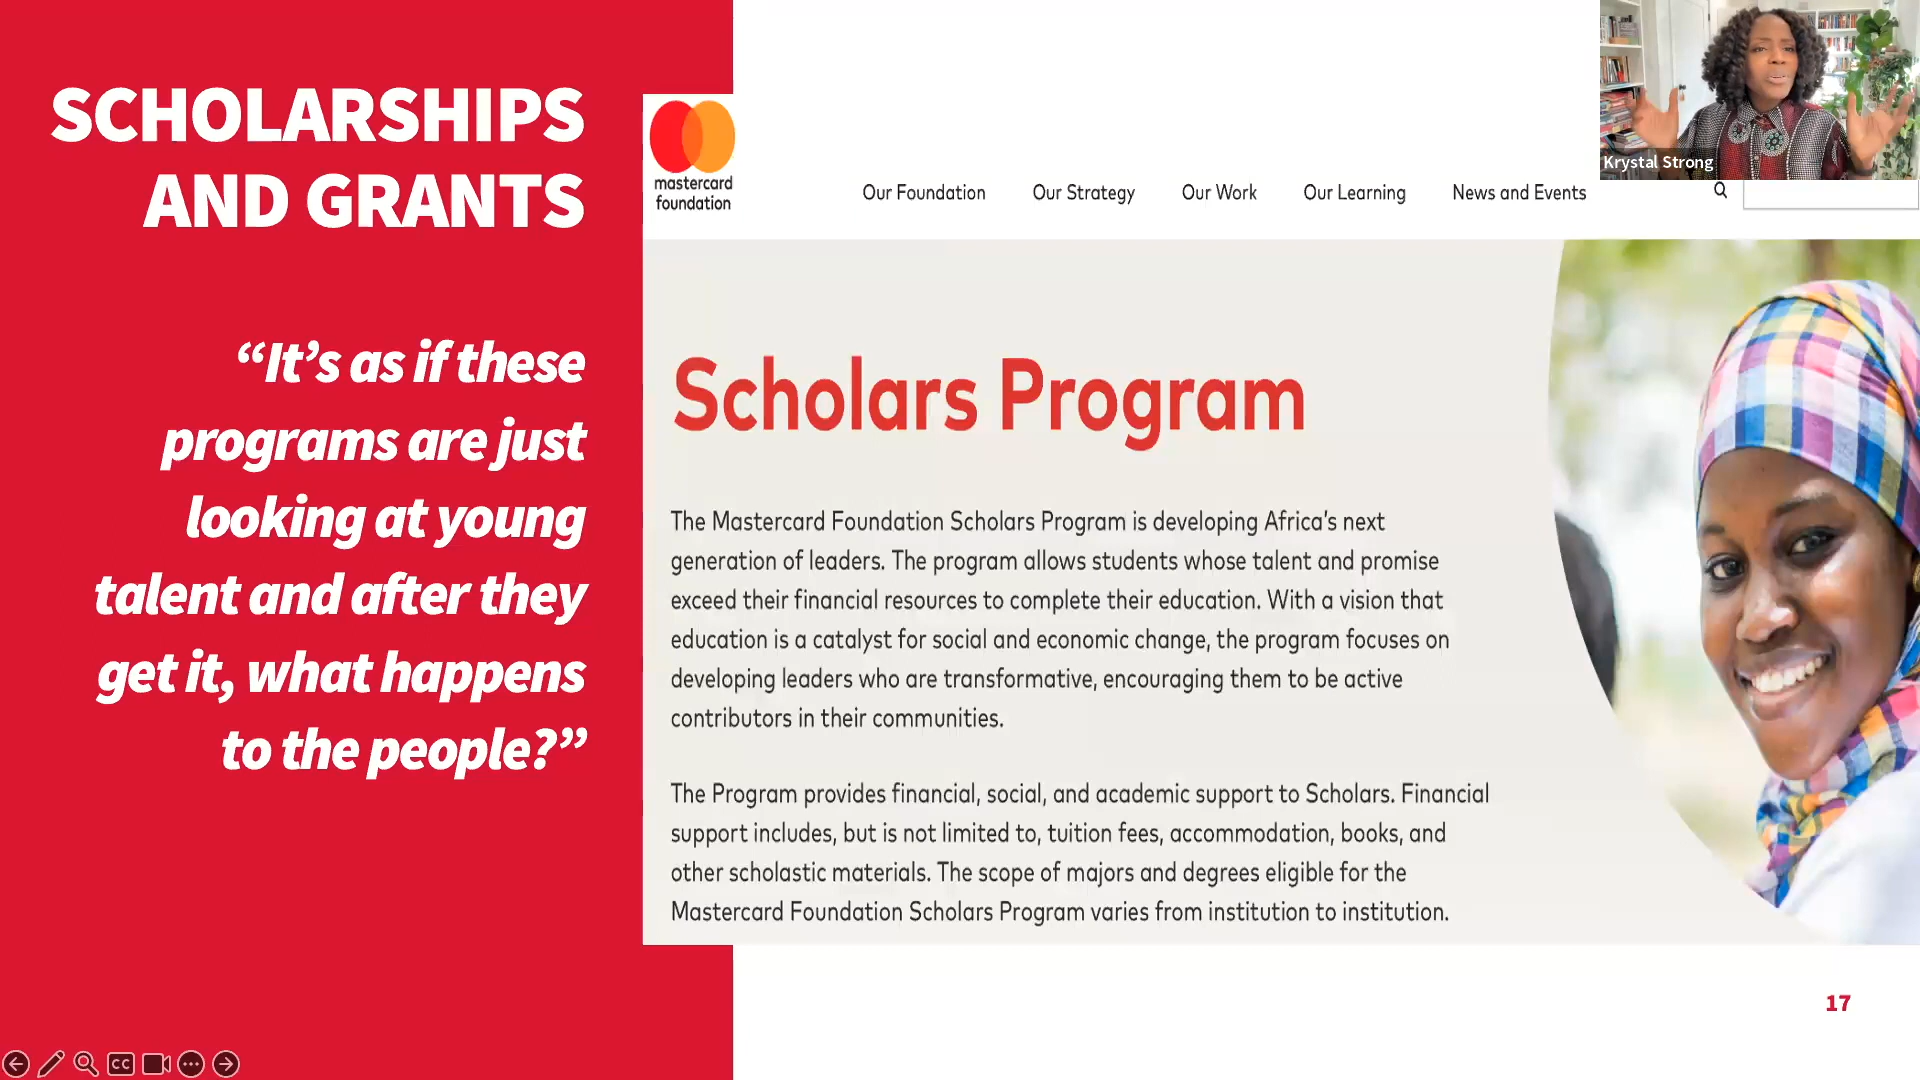 SCHOLARSHIPS
AND GRANTS
“It’s as if these
programs are just
looking at young
talent and after they
get it, what happens
to the people?”
mastercard
foundation
Our Foundation
Our Strategy
Our Work
Our Learning
News and Events
Krystal Strong
Scholars Program
The Mastercard Foundation Scholars Program is developing Africa’s next
generation of leaders. The program allows students whose talent and promise
exceed their financial resources to complete their education. With a vision that
education is a catalyst for social and economic change, the program focuses on
developing leaders who are transformative, encouraging them to be active
contributors in their communities.
The Program provides financial, social, and academic support to Scholars. Financial
support includes, but is not limited to, tuition fees, accommodation, books, and
other scholastic materials. The scope of majors and degrees eligible for the
Mastercard Foundation Scholars Program varies from institution to institution.
17
CC